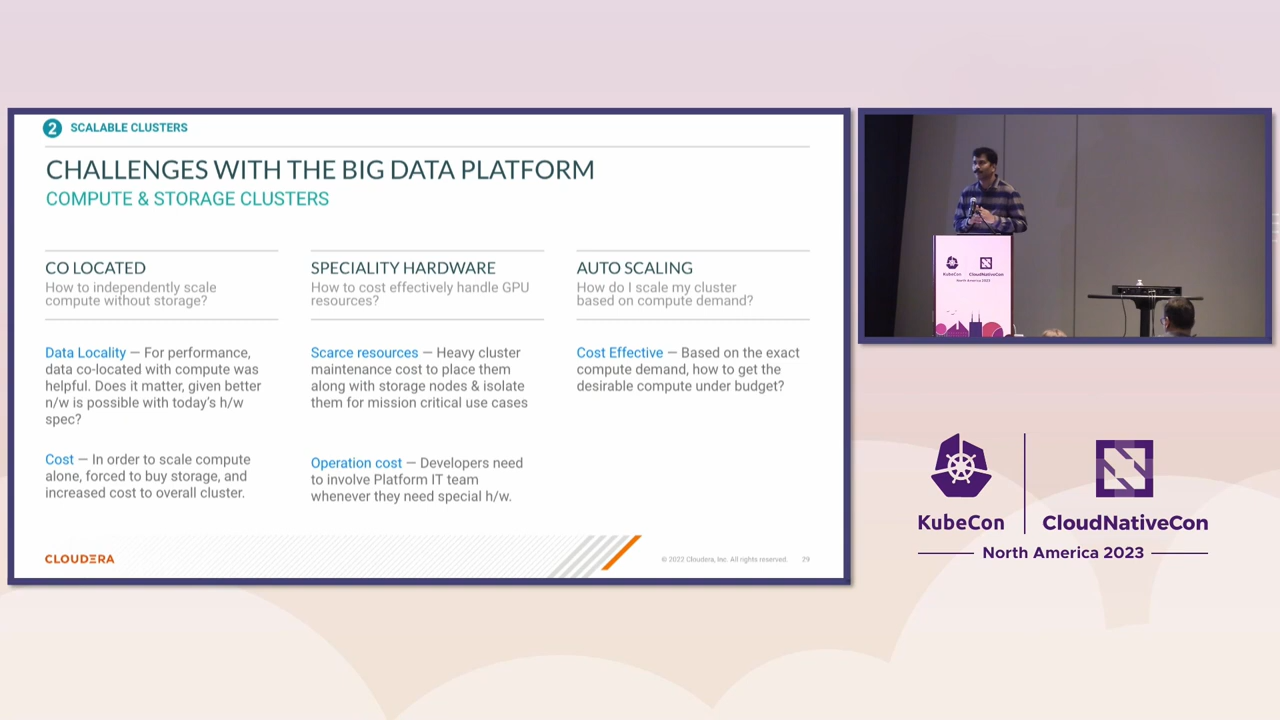 2 SCALABLE CLUSTERS
CHALLENGES WITH THE BIG DATA PLATFORM
COMPUTE & STORAGE CLUSTERS
CO LOCATED
How to independently scale
compute without storage?
Data Locality — For performance,
data co-located with compute was
helpful. Does it matter, given better
n/w is possible with today's h/w
spec?
Cost — In order to scale compute
alone, forced to buy storage, and
increased cost to overall cluster.
SPECIALITY HARDWARE
How to cost effectively handle GPU
resources?
Scarce resources — Heavy cluster
maintenance cost to place them
along with storage nodes & isolate
them for mission critical use cases
Operation cost — Developers need
to involve Platform IT team
whenever they need special h/w.
AUTO SCALING
How do I scale my cluster
based on compute demand?
Cost Effective — Based on the exact
compute demand, how to get the
desirable compute under budget?
CLOUDERA
© 2022 Cloudera, Inc. All rights reserved. 29
KubeCon CloudNativeCon
North America 2023
KubeCon CloudNativeCon
North America 2023